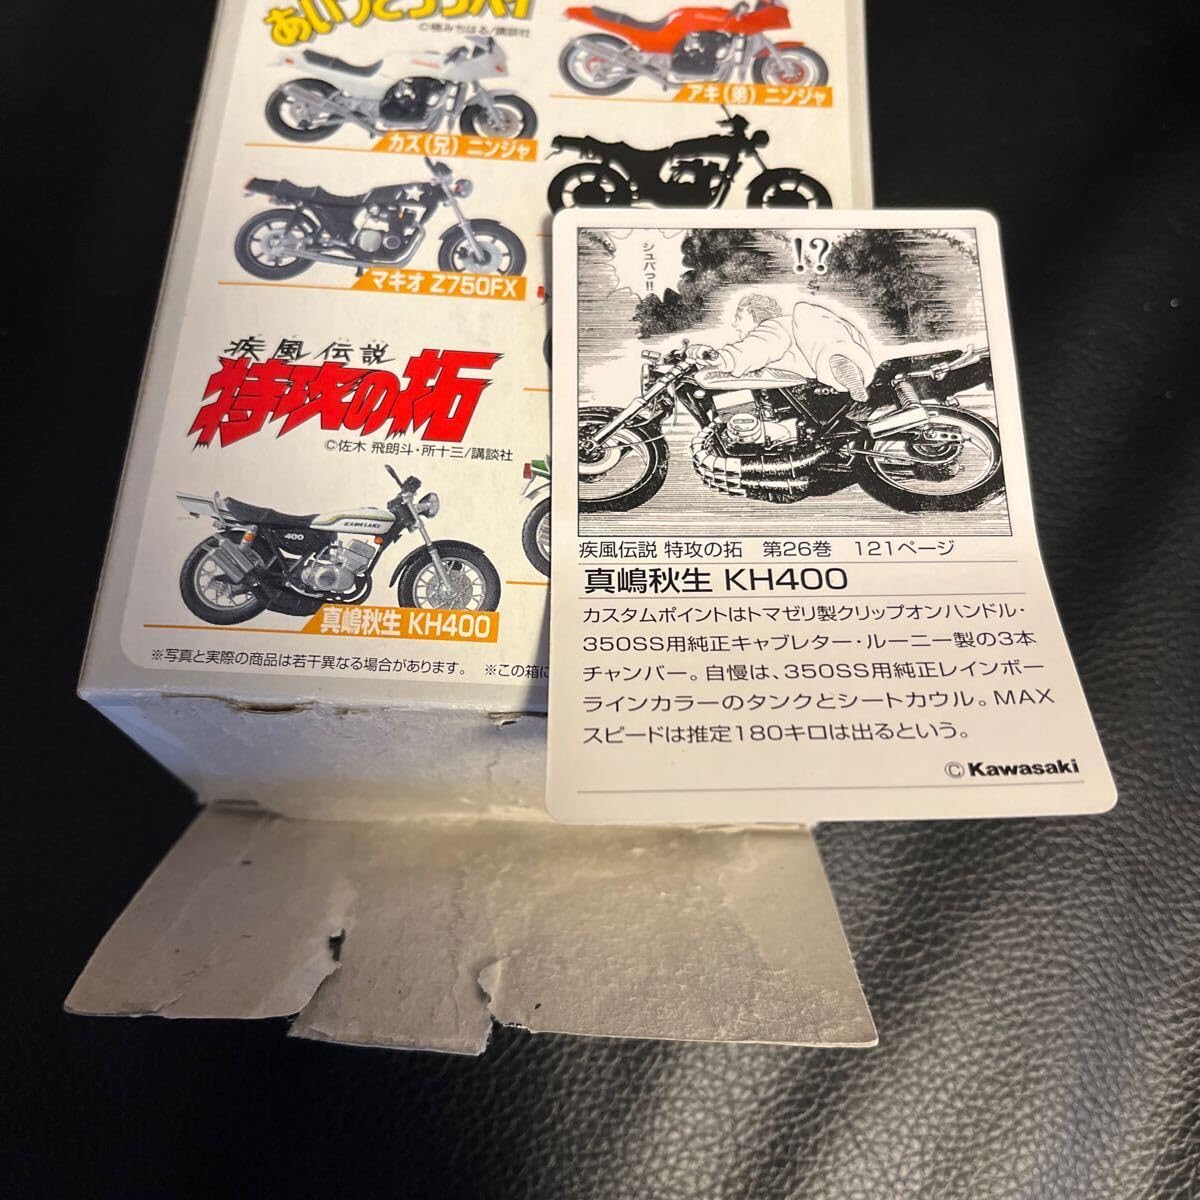 あいつとララバイ
©楠みちはる/講談社
アキ(弟) ニンジャ
カズ(兄) ニンジャ
マキオ Z750FX
疾風伝説
特攻の拓
©佐木 飛朗斗・所十三/講談社
KAWASAKI
400
真嶋秋生 KH400
※写真と実際の商品は若干異なる場合があります。 ※この箱に
シュパっ!!
!?
400
疾風伝説 特攻の拓 第26巻 121ページ
真嶋秋生 KH400
カスタムポイントはトマゼリ製クリップオンハンドル・
350SS用純正キャブレター・ルーニー製の3本
チャンバー。自慢は、350SS用純正レインボー
ラインカラーのタンクとシートカウル。MAX
スピードは推定180キロは出るという。
©Kawasaki